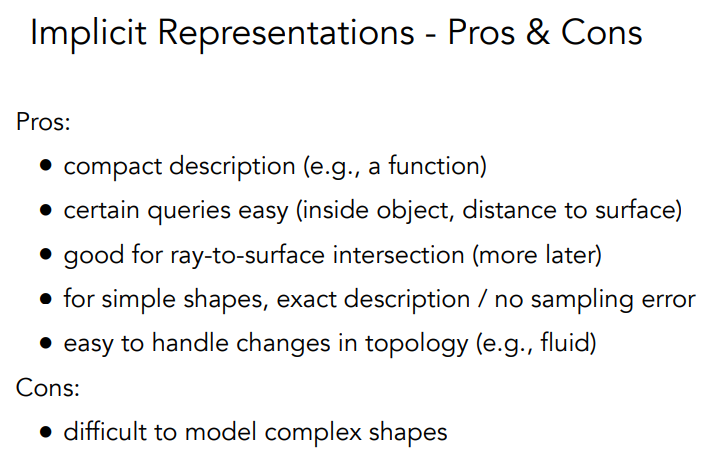 Implicit Representations - Pros & Cons
Pros:
● compact description (e.g., a function)
● certain queries easy (inside object, distance to surface)
● good for ray-to-surface intersection (more later)
● for simple shapes, exact description / no sampling error
● easy to handle changes in topology (e.g., fluid)
Cons:
● difficult to model complex shapes